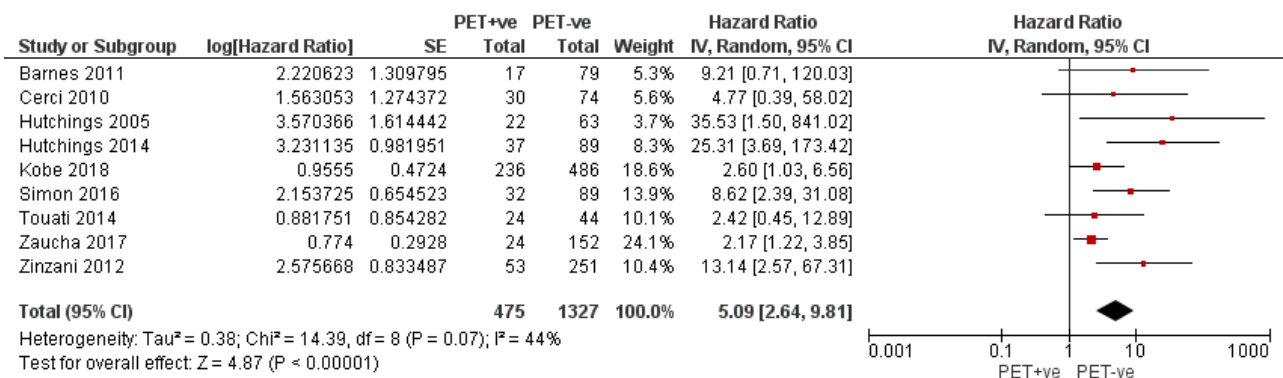 PET+ve PET-ve Hazard Ratio Hazard Ratio
Study or Subgroup log[Hazard Ratio] SE Total Total Weight IV, Random, 95% CI IV, Random, 95% CI
Barnes 2011 2.220623 1.309795 17 79 5.3% 9.21 [0.71, 120.03]
Cerci 2010 1.563053 1.274372 30 74 5.6% 4.77 [0.39, 58.02]
Hutchings 2005 3.570366 1.614442 22 63 3.7% 35.53 [1.50, 841.02]
Hutchings 2014 3.231135 0.981951 37 89 8.3% 25.31 [3.69, 173.42]
Kobe 2018 0.9555 0.4724 236 486 18.6% 2.60 [1.03, 6.56]
Simon 2016 2.153725 0.654523 32 89 13.9% 8.62 [2.39, 31.08]
Touati 2014 0.881751 0.854282 24 44 10.1% 2.42 [0.45, 12.89]
Zaucha 2017 0.774 0.2928 24 152 24.1% 2.17 [1.22, 3.85]
Zinzani 2012 2.575668 0.833487 53 251 10.4% 13.14 [2.57, 67.31]
Total (95% CI) 475 1327 100.0% 5.09 [2.64, 9.81]
Heterogeneity: Tau² = 0.38; Chi² = 14.39, df = 8 (P = 0.07); I² = 44%
Test for overall effect: Z = 4.87 (P < 0.00001)
0.001 0.1 1 10 1000
PET+ve PET-ve